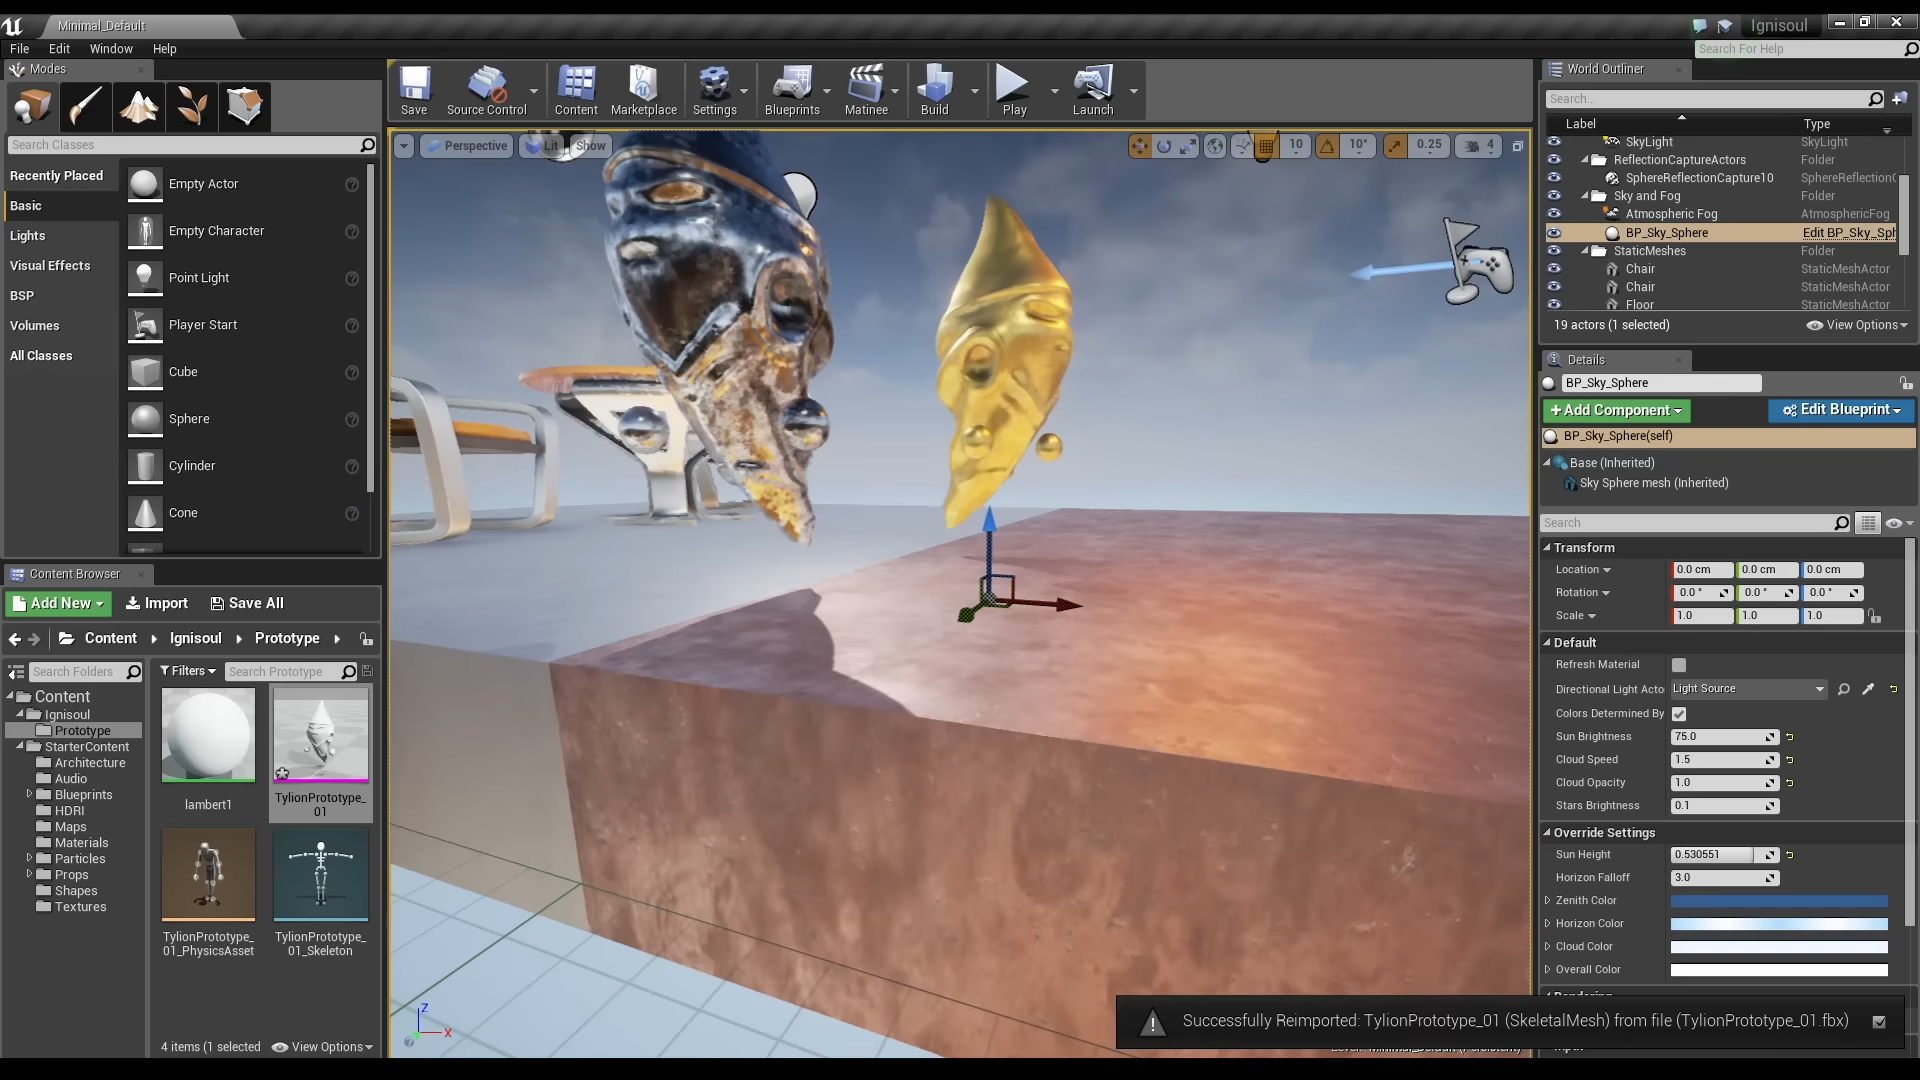 Minimal_Default
Ignisoul
File Edit Window Help
Search For Help
Modes
Search Classes
Recently Placed
Basic
Lights
Visual Effects
BSP
Volumes
All Classes
Empty Actor
Empty Character
Point Light
Player Start
Cube
Sphere
Cylinder
Cone
Save
Source Control
Content
Marketplace
Settings
Blueprints
Matinee
Build
Play
Launch
Perspective
Lit
Show
10
10°
0.25
4
World Outliner
Search...
Label Type
SkyLight SkyLight
ReflectionCaptureActors Folder
SphereReflectionCapture10 SphereReflectionC
Sky and Fog Folder
Atmospheric Fog AtmosphericFog
BP_Sky_Sphere Edit BP_Sky_Sph
StaticMeshes Folder
Chair StaticMeshActor
Chair StaticMeshActor
Floor StaticMeshActor
19 actors (1 selected) View Options
Details
BP_Sky_Sphere
+Add Component Edit Blueprint
BP_Sky_Sphere(self)
Base (Inherited)
Sky Sphere mesh (Inherited)
Search
Transform
Location 0.0 cm 0.0 cm 0.0 cm
Rotation 0.0 ° 0.0 ° 0.0 °
Scale 1.0 1.0 1.0
Default
Refresh Material
Directional Light Acto Light Source
Colors Determined By
Sun Brightness 75.0
Cloud Speed 1.5
Cloud Opacity 1.0
Stars Brightness 0.1
Override Settings
Sun Height 0.530551
Horizon Falloff 3.0
Zenith Color
Horizon Color
Cloud Color
Overall Color
Content Browser
Add New Import Save All
Content Ignisoul Prototype
Search Folders
Filters Search Prototype
Content
Ignisoul
Prototype
StarterContent
Architecture
Audio
Blueprints
HDRI
Maps
Materials
Particles
Props
Shapes
Textures
lambert1
TylionPrototype_
01
TylionPrototype_
01_PhysicsAsset
TylionPrototype_
01_Skeleton
4 items (1 selected View Options
Z
X
Successfully Reimported: TylionPrototype_01 (SkeletalMesh) from file (TylionPrototype_01.fbx)